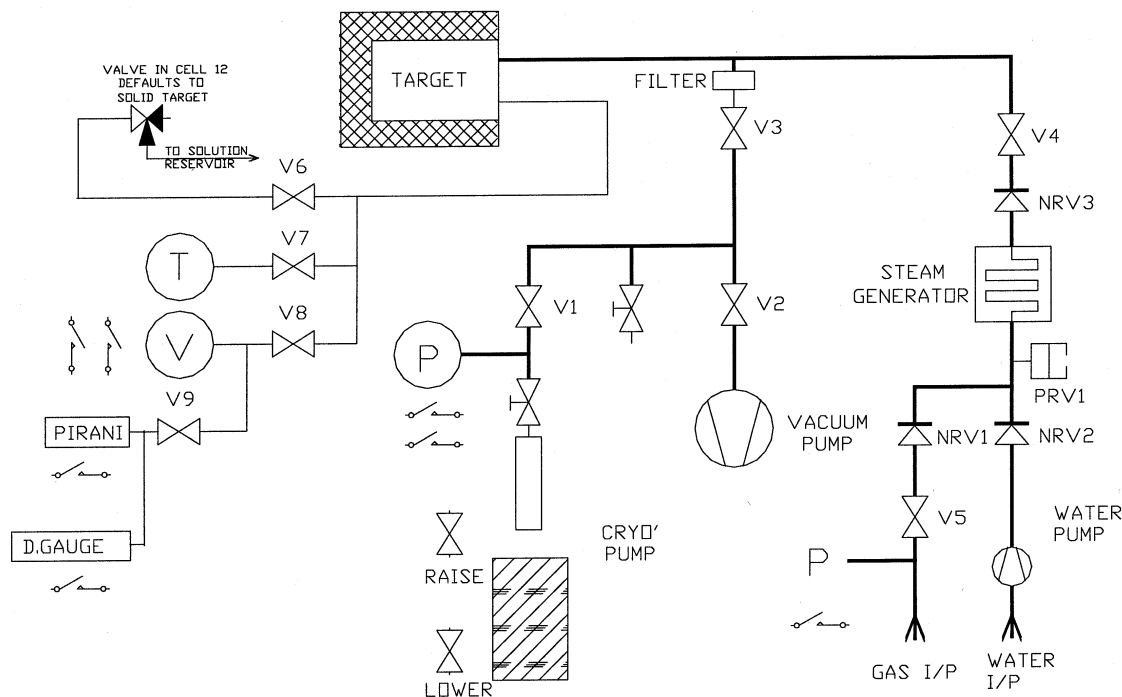 VALVE IN CELL 12
DEFAULTS TO
SOLID TARGET
TO SOLUTION
RESERVOIR
TARGET
FILTER
V3
V4
V6
NRV3
V7
T
STEAM
GENERATOR
V1
V2
V8
V
P
PRV1
V9
PIRANI
VACUUM
PUMP
NRV1
NRV2
V5
WATER
PUMP
D.GAUGE
CRYO'
PUMP
P
RAISE
LOWER
GAS I/P
WATER
I/P